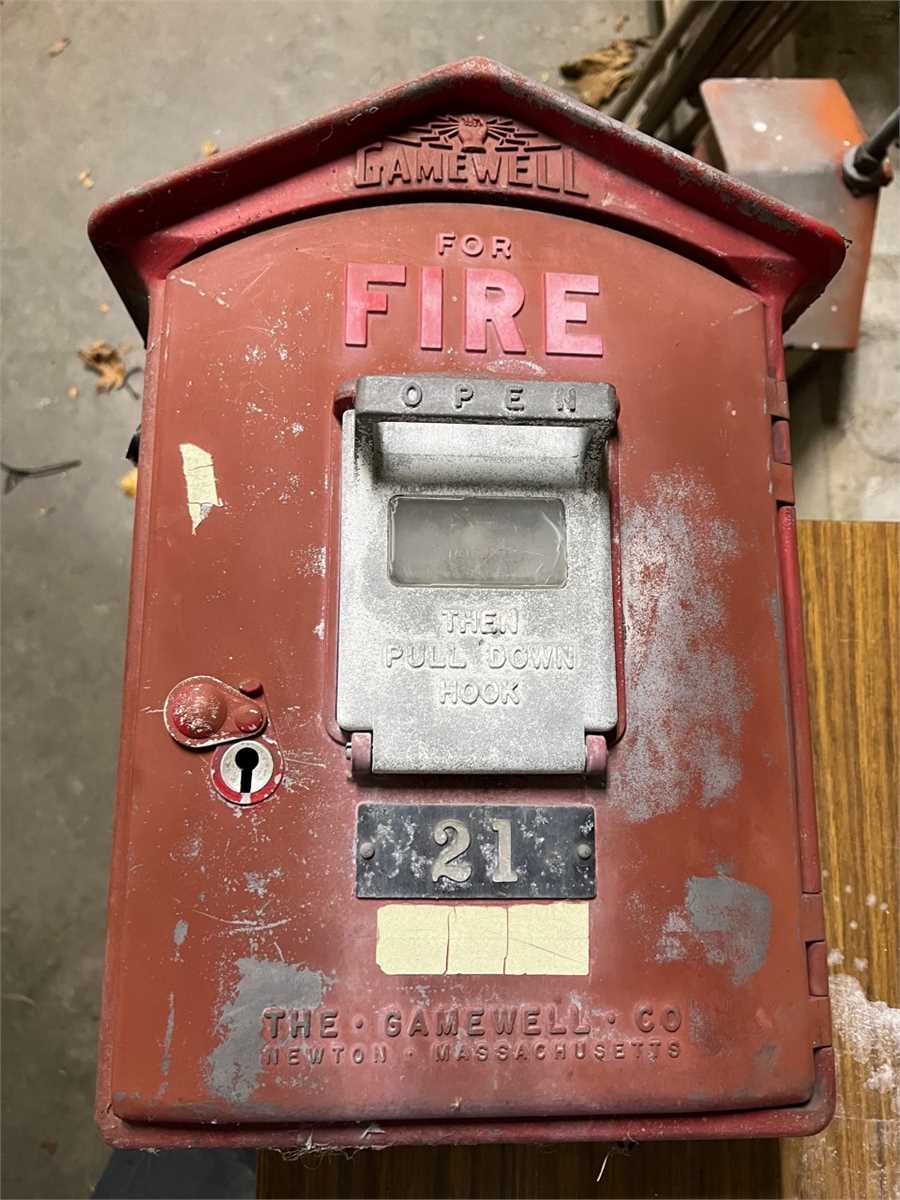 GAMEWELL
FOR
FIRE
OPEN
THEN
PULL DOWN
HOOK
21
THE · GAMEWELL · CO
NEWTON · MASSACHUSETTS